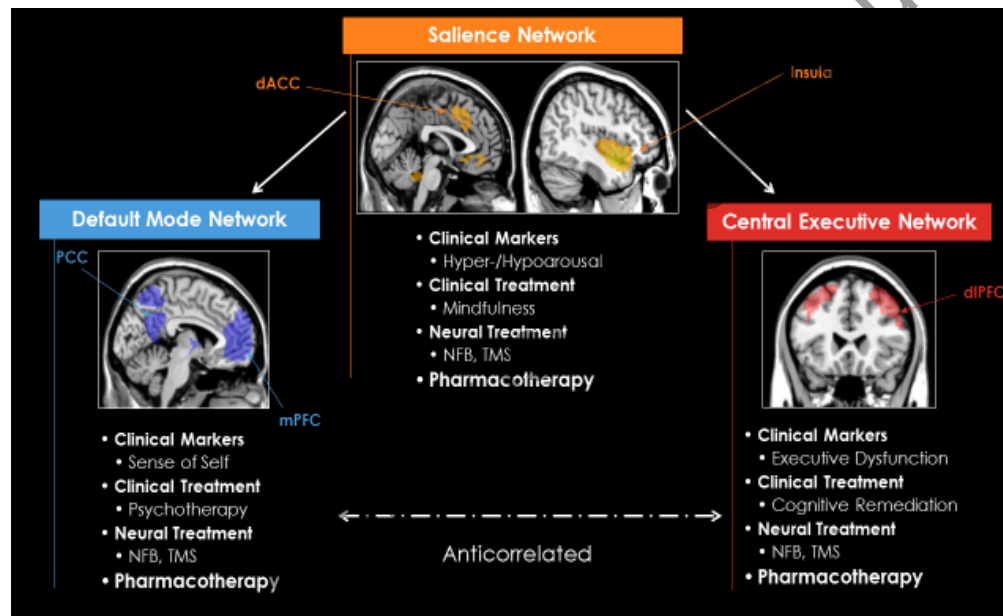 Salience Network
dACC
Insula
Default Mode Network
PCC
mPFC
Central Executive Network
dlPFC
• Clinical Markers
• Hyper-/Hypoarousal
• Clinical Treatment
• Mindfulness
• Neural Treatment
• NFB, TMS
• Pharmacotherapy
• Clinical Markers
• Sense of Self
• Clinical Treatment
• Psychotherapy
• Neural Treatment
• NFB, TMS
• Pharmacotherapy
• Clinical Markers
• Executive Dysfunction
• Clinical Treatment
• Cognitive Remediation
• Neural Treatment
• NFB, TMS
• Pharmacotherapy
Anticorrelated